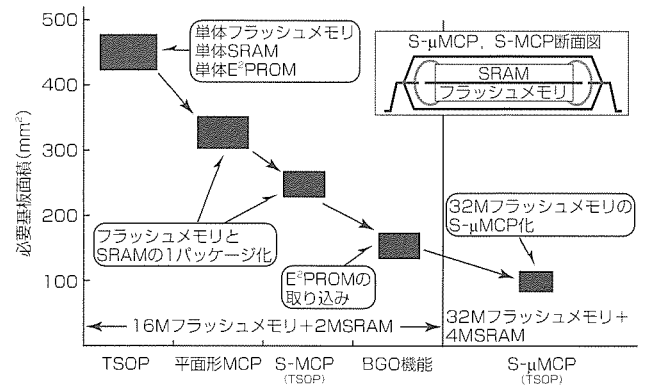 必要基板面積(mm²)
500
400
300
200
100
単体フラッシュメモリ
単体SRAM
単体E²PROM
S-μMCP, S-MCP断面図
SRAM
フラッシュメモリ
フラッシュメモリと
SRAMの1パッケージ化
E²PROMの
取り込み
32Mフラッシュメモリの
S-μMCP化
16Mフラッシュメモリ+2MSRAM
32Mフラッシュメモリ+
4MSRAM
TSOP
平面形MCP
S-MCP
(TSOP)
BGO機能
S-μMCP
(TSOP)